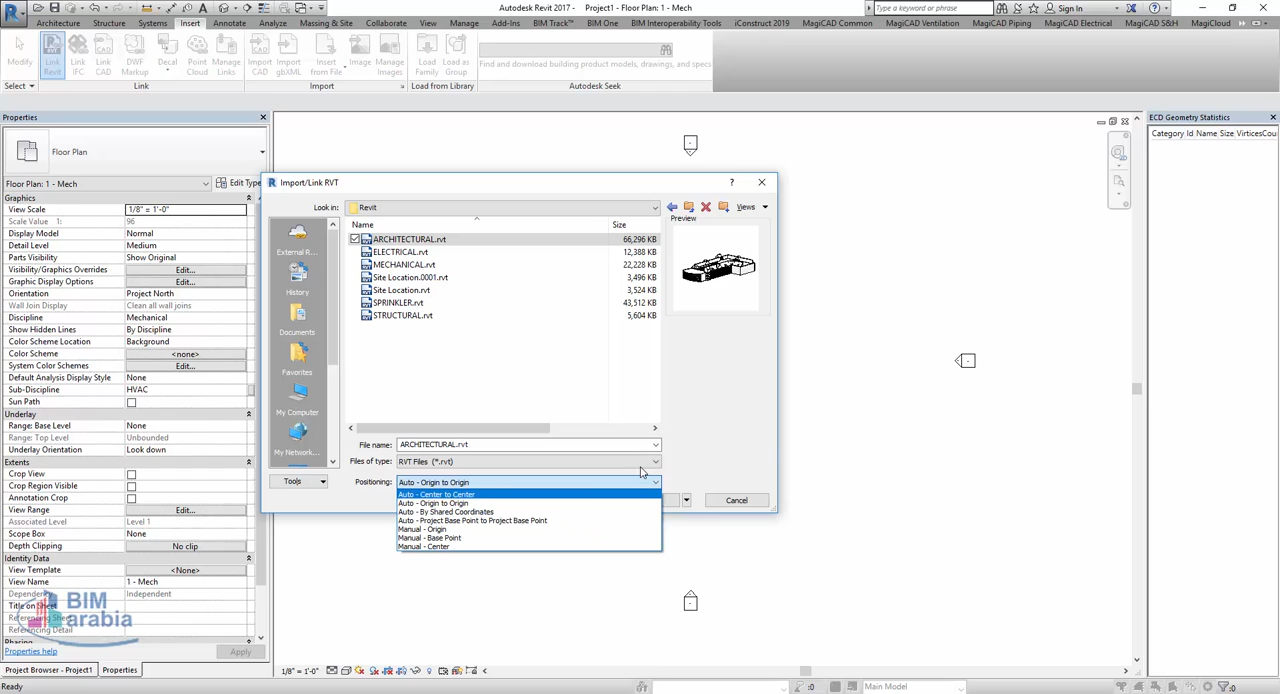 Autodesk Revit 2017 - Project1 - Floor Plan: 1 - Mech
Type a keyword or phrase
Sign In
Architecture Structure Systems Insert Annotate Analyze Massing & Site Collaborate View Manage Add-Ins BIM Track™ BIM One BIM Interoperability Tools iConstruct 2019 MagiCAD Common MagiCAD Ventilation MagiCAD Piping MagiCAD Electrical MagiCAD S&H MagiCloud
Modify
Link Revit
Link IFC
Link CAD
DWF Markup
Decal
Point Cloud
Manage Links
Import CAD
Import gbXML
Insert from File
Image
Manage Images
Load Family
Load as Group
Find and download building product models, drawings, and specs
Select
Link
Import
Load from Library
Autodesk Seek
Properties
Floor Plan
Floor Plan: 1 - Mech
Edit Type
Graphics
View Scale 1/8" = 1'-0"
Scale Value 1: 96
Display Model Normal
Detail Level Medium
Parts Visibility Show Original
Visibility/Graphics Overrides Edit...
Graphic Display Options Edit...
Orientation Project North
Wall Join Display Clean all wall joins
Discipline Mechanical
Show Hidden Lines By Discipline
Color Scheme Location Background
Color Scheme <none>
System Color Schemes Edit...
Default Analysis Display Style None
Sub-Discipline HVAC
Sun Path
Underlay
Range: Base Level None
Range: Top Level Unbounded
Underlay Orientation Look down
Extents
Crop View
Crop Region Visible
Annotation Crop
View Range Edit...
Associated Level Level 1
Scope Box None
Depth Clipping No clip
Identity Data
View Template <None>
View Name 1 - Mech
Dependency Independent
Title on Sheet
Referencing Sheet
Referencing Detail
Phasing
BIM
arabia
Properties help
Apply
Project Browser - Project1
Properties
Ready
Import/Link RVT
?
Look in: Revit
Views
Name Size
Preview
ARCHITECTURAL.rvt 66,296 KB
ELECTRICAL.rvt 12,388 KB
MECHANICAL.rvt 22,228 KB
Site Location.0001.rvt 3,496 KB
Site Location.rvt 3,524 KB
SPRINKLER.rvt 43,512 KB
STRUCTURAL.rvt 5,604 KB
External R...
History
Documents
Favorites
My Computer
My Network...
File name: ARCHITECTURAL.rvt
Files of type: RVT Files (*.rvt)
Positioning: Auto - Origin to Origin
Tools
Cancel
Auto - Center to Center
Auto - Origin to Origin
Auto - By Shared Coordinates
Auto - Project Base Point to Project Base Point
Manual - Origin
Manual - Base Point
Manual - Center
ECD Geometry Statistics
Category Id Name Size VerticesCou
1/8" = 1'-0"
:0
Main Model
:0